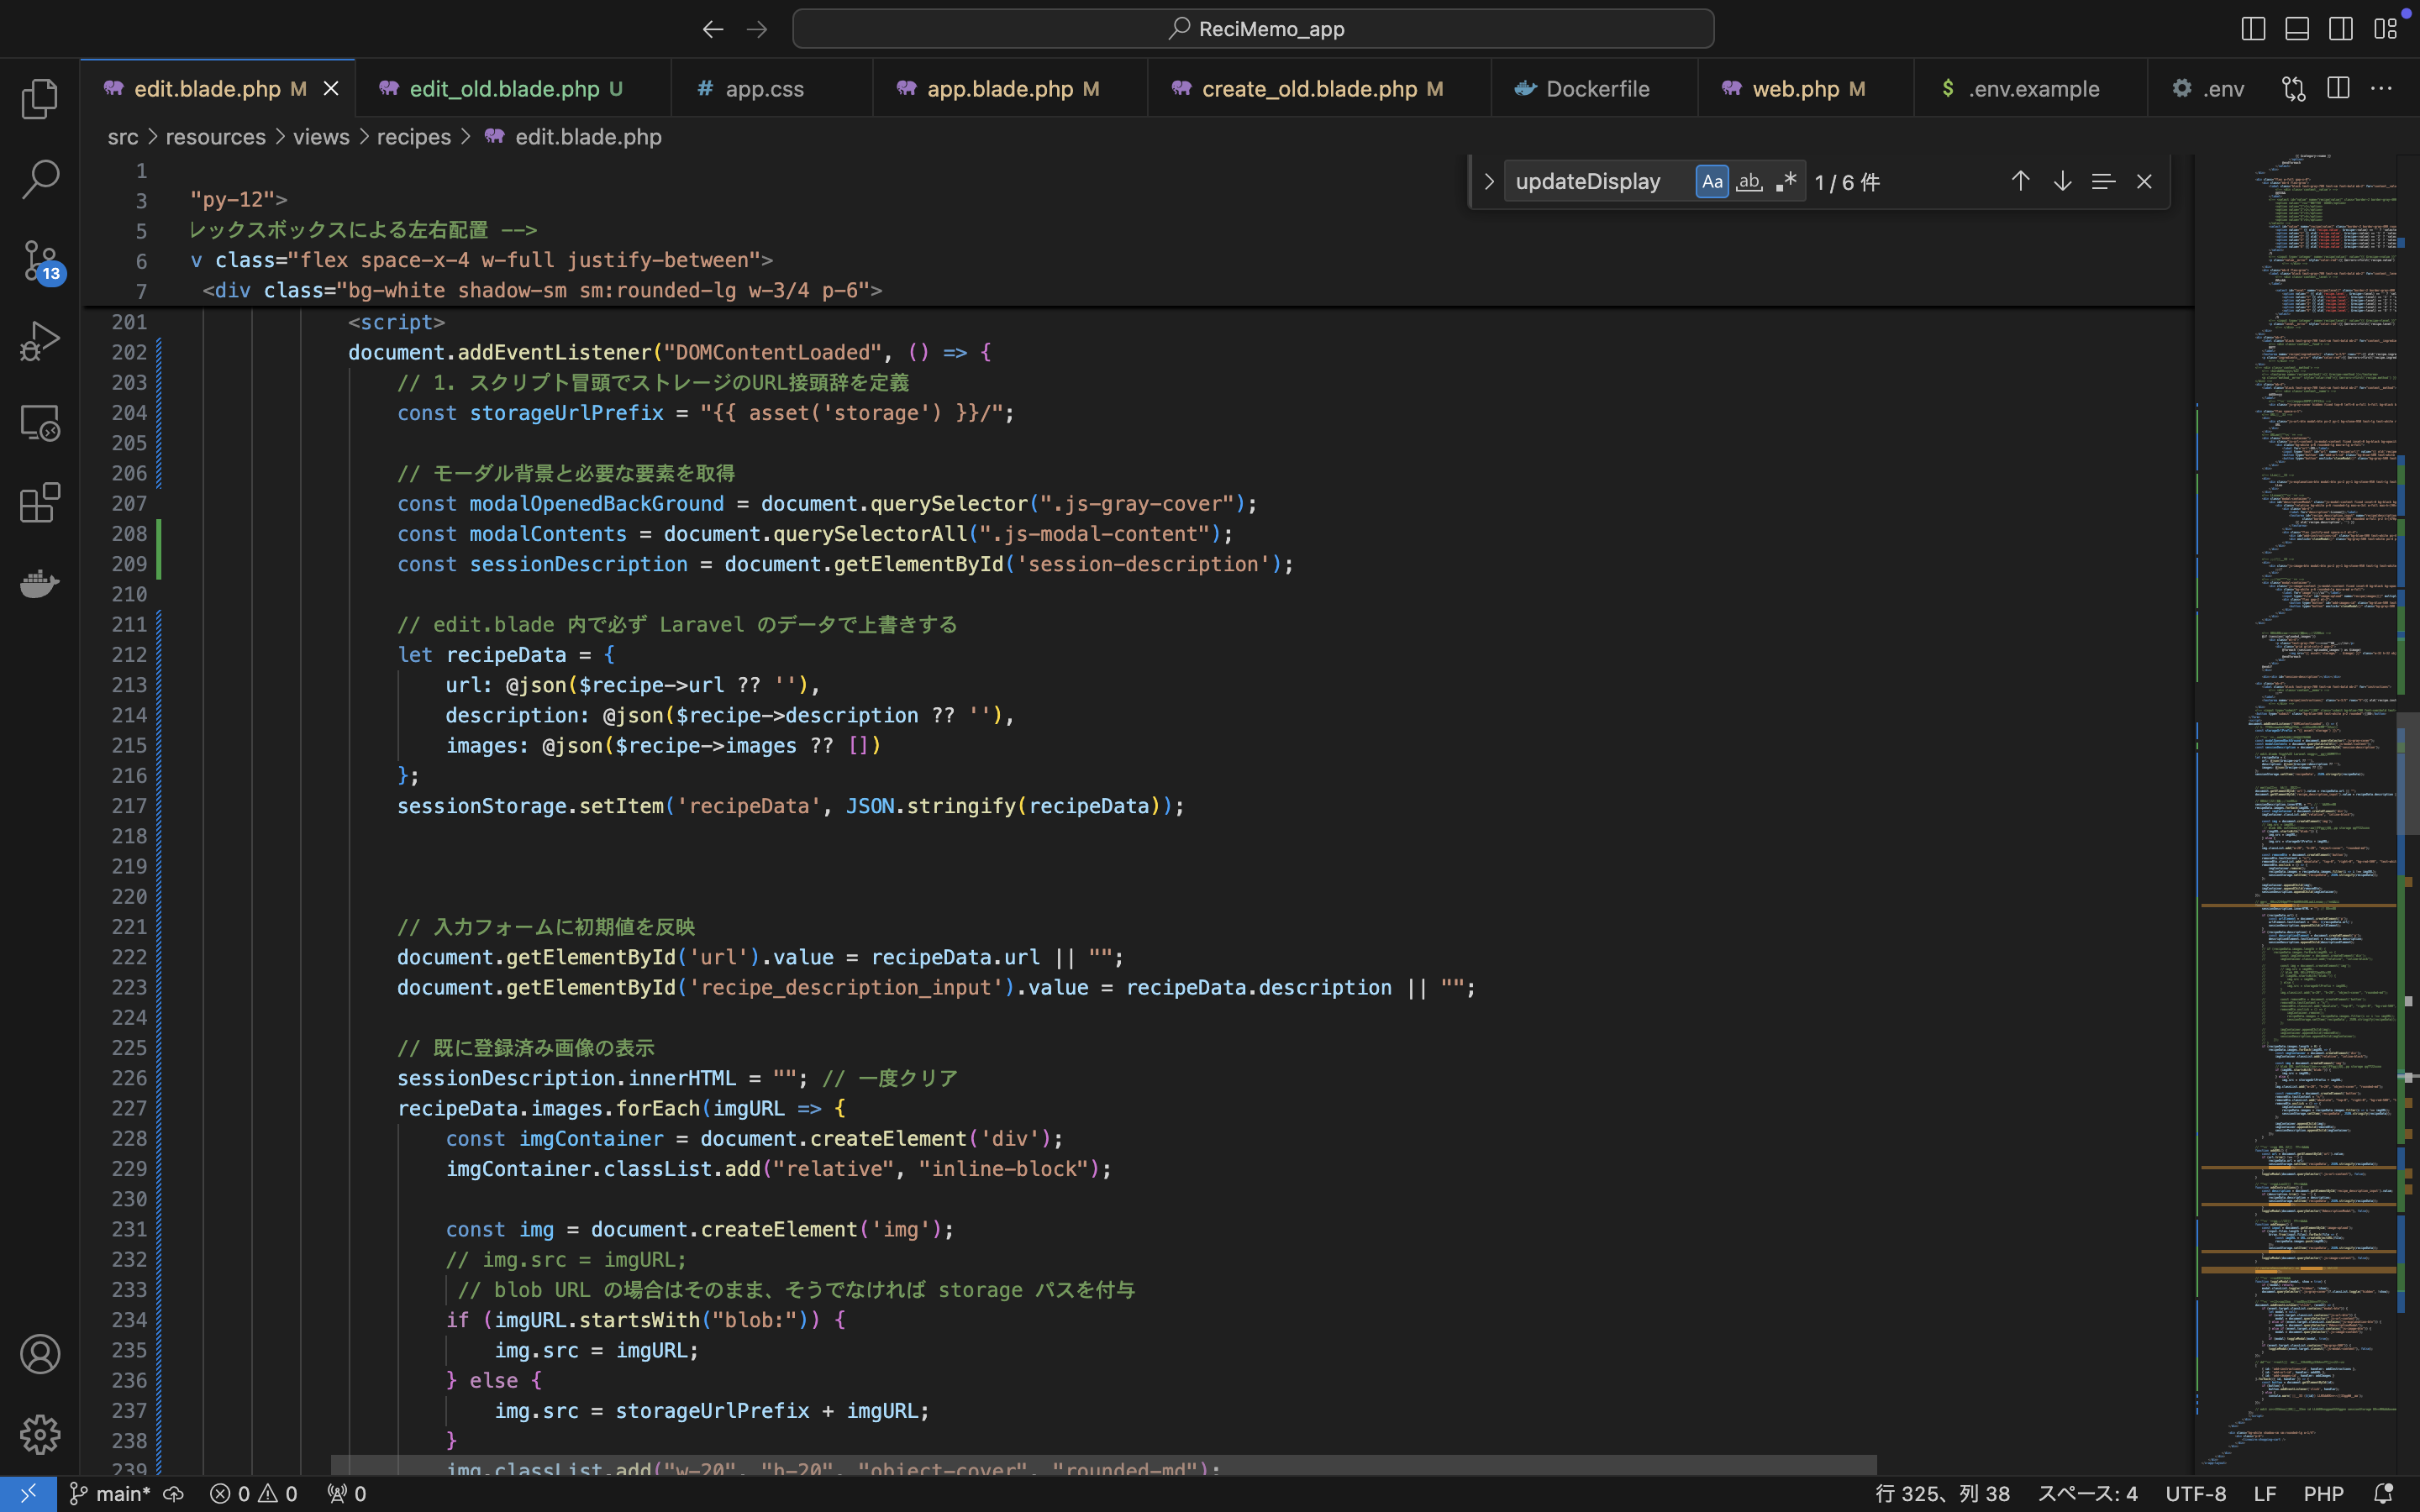 ReciMemo_app
edit.blade.php M
edit_old.blade.php U
# app.css
app.blade.php M
create_old.blade.php M
Dockerfile
web.php M
$ .env.example
.env
src > resources > views > recipes > edit.blade.php
updateDisplay Aa ab 1 / 6 件
13
1
3 "py-12">
5 レックスボックスによる左右配置 -->
6 v class="flex space-x-4 w-full justify-between">
7 <div class="bg-white shadow-sm sm:rounded-lg w-3/4 p-6">
201 <script>
202 document.addEventListener("DOMContentLoaded", () => {
203 // 1. スクリプト冒頭でストレージのURL接頭辞を定義
204 const storageUrlPrefix = "{{ asset('storage') }}/";
205
206 // モーダル背景と必要な要素を取得
207 const modalOpenedBackGround = document.querySelector(".js-gray-cover");
208 const modalContents = document.querySelectorAll(".js-modal-content");
209 const sessionDescription = document.getElementById('session-description');
210
211 // edit.blade 内で必ず Laravel のデータで上書きする
212 let recipeData = {
213 url: @json($recipe->url ?? ''),
214 description: @json($recipe->description ?? ''),
215 images: @json($recipe->images ?? [])
216 };
217 sessionStorage.setItem('recipeData', JSON.stringify(recipeData));
218
219
220
221 // 入力フォームに初期値を反映
222 document.getElementById('url').value = recipeData.url || "";
223 document.getElementById('recipe_description_input').value = recipeData.description || "";
224
225 // 既に登録済み画像の表示
226 sessionDescription.innerHTML = ""; // 一度クリア
227 recipeData.images.forEach(imgURL => {
228 const imgContainer = document.createElement('div');
229 imgContainer.classList.add("relative", "inline-block");
230
231 const img = document.createElement('img');
232 // img.src = imgURL;
233 // blob URL の場合はそのまま、そうでなければ storage パスを付与
234 if (imgURL.startsWith("blob:")) {
235 img.src = imgURL;
236 } else {
237 img.src = storageUrlPrefix + imgURL;
238 }
239 img.classList.add("w-20", "h-20", "object-cover", "rounded-md");
main* 0 0 0
行 325、列 38 スペース: 4 UTF-8 LF PHP